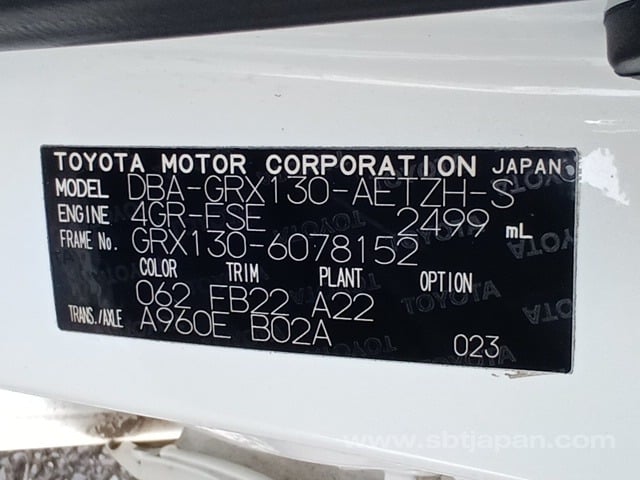 TOYOTA MOTOR CORPORATION JAPAN
MODEL DBA-GRX130-AETZH-S
ENGINE 4GR-FSE 2499 mL
FRAME No. GRX130-6078152
COLOR TRIM PLANT OPTION
062 FB22 A22
TRANS./AXLE A960E B02A
023
www.sbtjapan.com